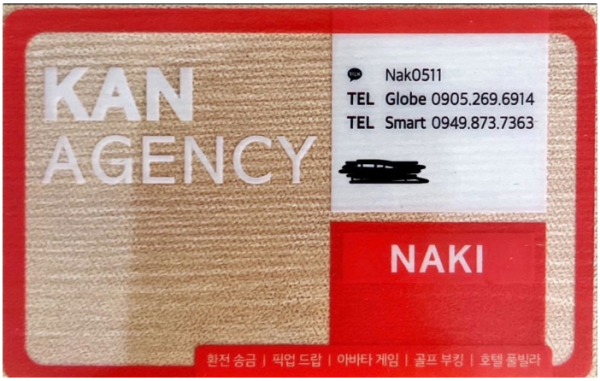 KAN
AGENCY
TALK
Nak0511
TEL Globe 0905.269.6914
TEL Smart 0949.873.7363
NAKI
환전 송금 | 픽업 드랍 | 아바타 게임 | 골프 부킹 | 호텔 풀빌라